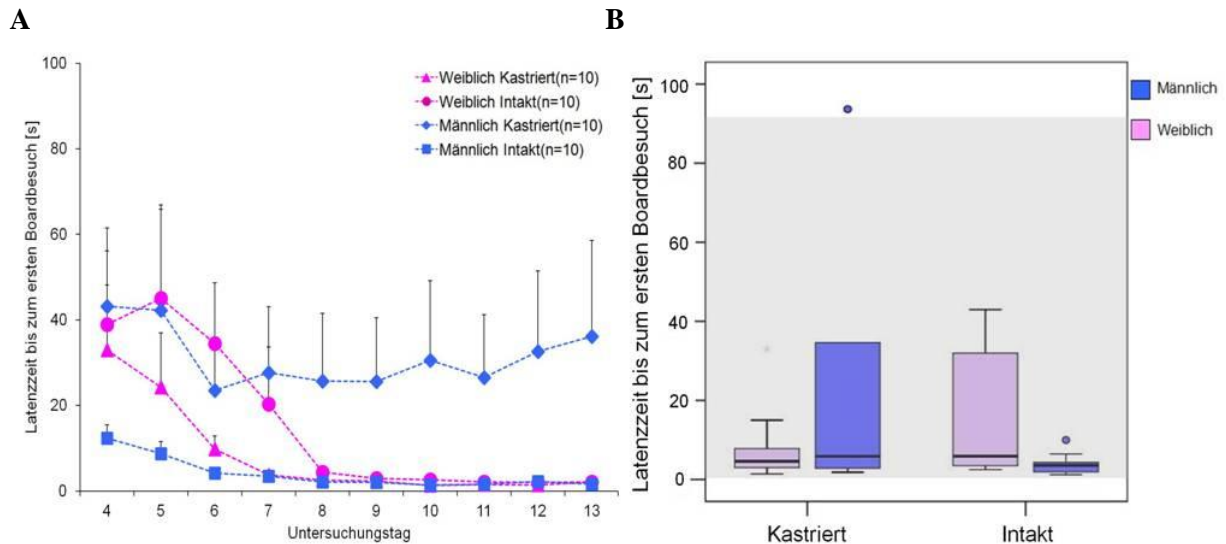 A
Latenzzeit bis zum ersten Boardbesuch [s]
100
80
60
40
20
0
Weiblich Kastriert(n=10)
Weiblich Intakt(n=10)
Männlich Kastriert(n=10)
Männlich Intakt(n=10)
4 5 6 7 8 9 10 11 12 13
Untersuchungstag
B
Latenzzeit bis zum ersten Boardbesuch [s]
100
80
60
40
20
0
Männlich
Weiblich
Kastriert Intakt